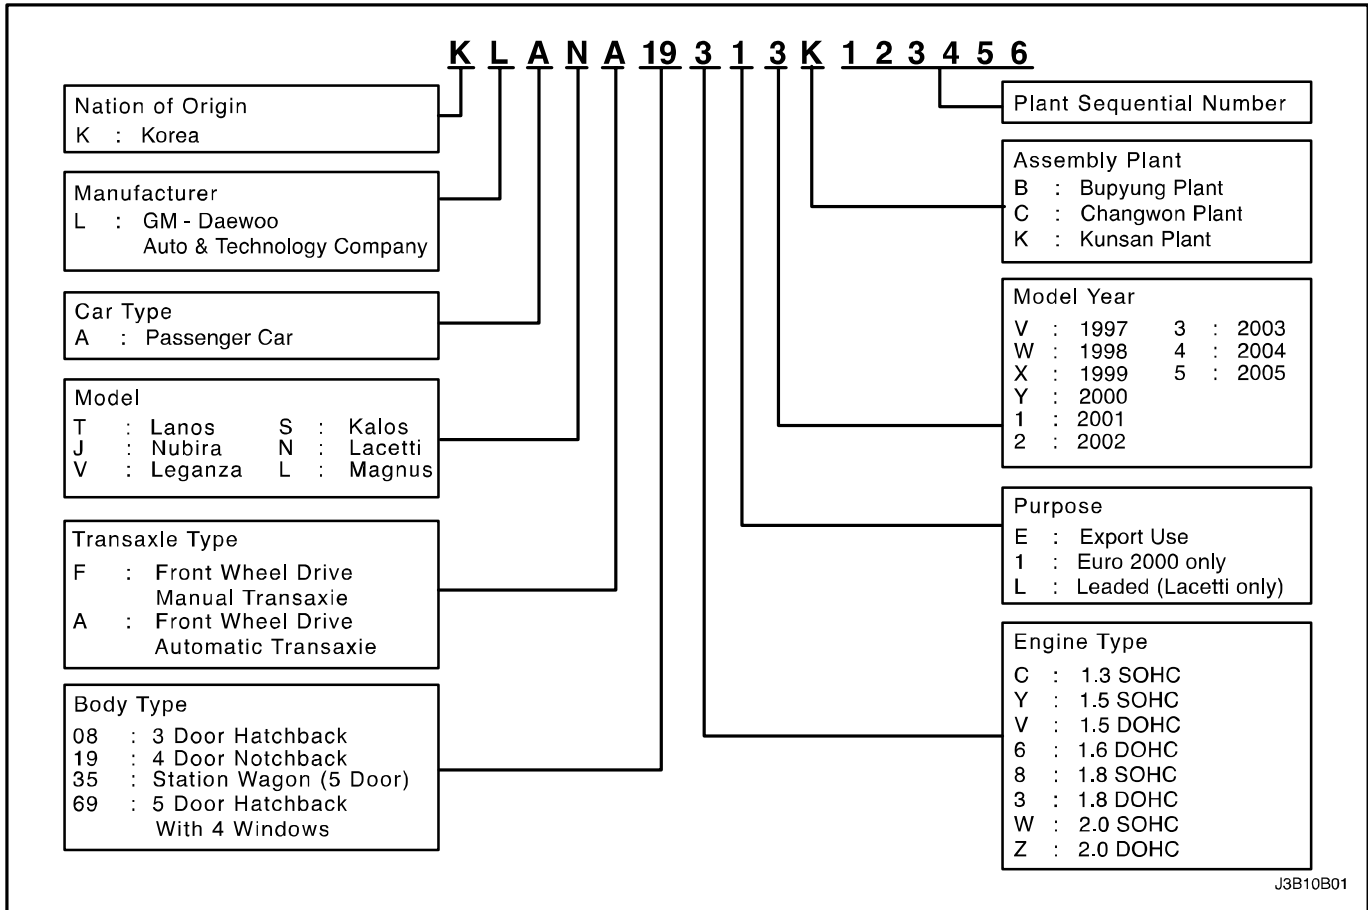 K L A N A 19 3 1 3 K 1 2 3 4 5 6
Nation of Origin
K : Korea
Manufacturer
L : GM - Daewoo
Auto & Technology Company
Car Type
A : Passenger Car
Model
T : Lanos S : Kalos
J : Nubira N : Lacetti
V : Leganza L : Magnus
Transaxle Type
F : Front Wheel Drive
Manual Transaxie
A : Front Wheel Drive
Automatic Transaxie
Body Type
08 : 3 Door Hatchback
19 : 4 Door Notchback
35 : Station Wagon (5 Door)
69 : 5 Door Hatchback
With 4 Windows
Plant Sequential Number
Assembly Plant
B : Bupyung Plant
C : Changwon Plant
K : Kunsan Plant
Model Year
V : 1997 3 : 2003
W : 1998 4 : 2004
X : 1999 5 : 2005
Y : 2000
1 : 2001
2 : 2002
Purpose
E : Export Use
1 : Euro 2000 only
L : Leaded (Lacetti only)
Engine Type
C : 1.3 SOHC
Y : 1.5 SOHC
V : 1.5 DOHC
6 : 1.6 DOHC
8 : 1.8 SOHC
3 : 1.8 DOHC
W : 2.0 SOHC
Z : 2.0 DOHC
J3B10B01